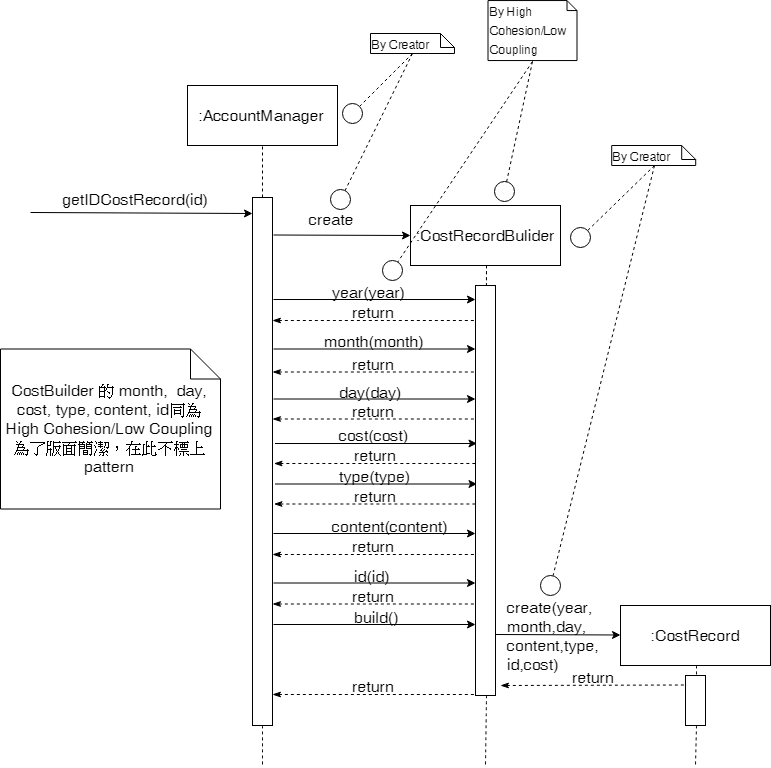 By High
Cohesion/Low
Coupling
By Creator
:AccountManager
By Creator
getIDCostRecord(id)
create
:CostRecordBulider
year(year)
return
month(month)
return
day(day)
return
cost(cost)
return
type(type)
return
content(content)
return
id(id)
return
build()
CostBuilder 的 month, day,
cost, type, content, id同為
High Cohesion/Low Coupling
為了版面簡潔，在此不標上
pattern
create(year,
month,day,
content,type,
id,cost)
:CostRecord
return
return